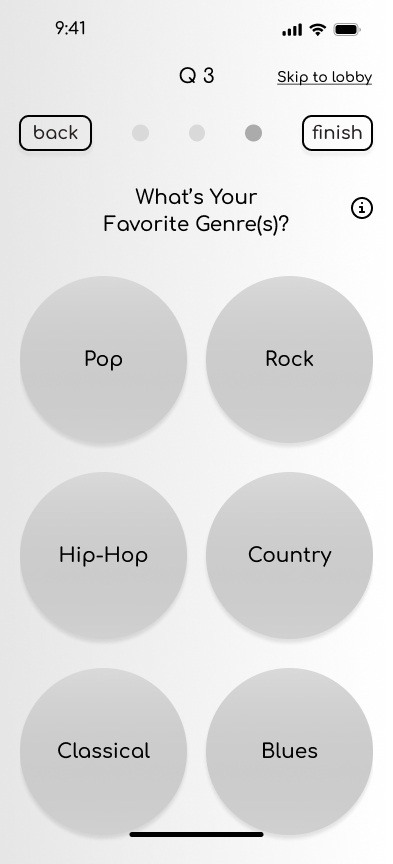 9:41
Q 3
Skip to lobby
back
finish
What’s Your
Favorite Genre(s)?
Pop
Rock
Hip-Hop
Country
Classical
Blues